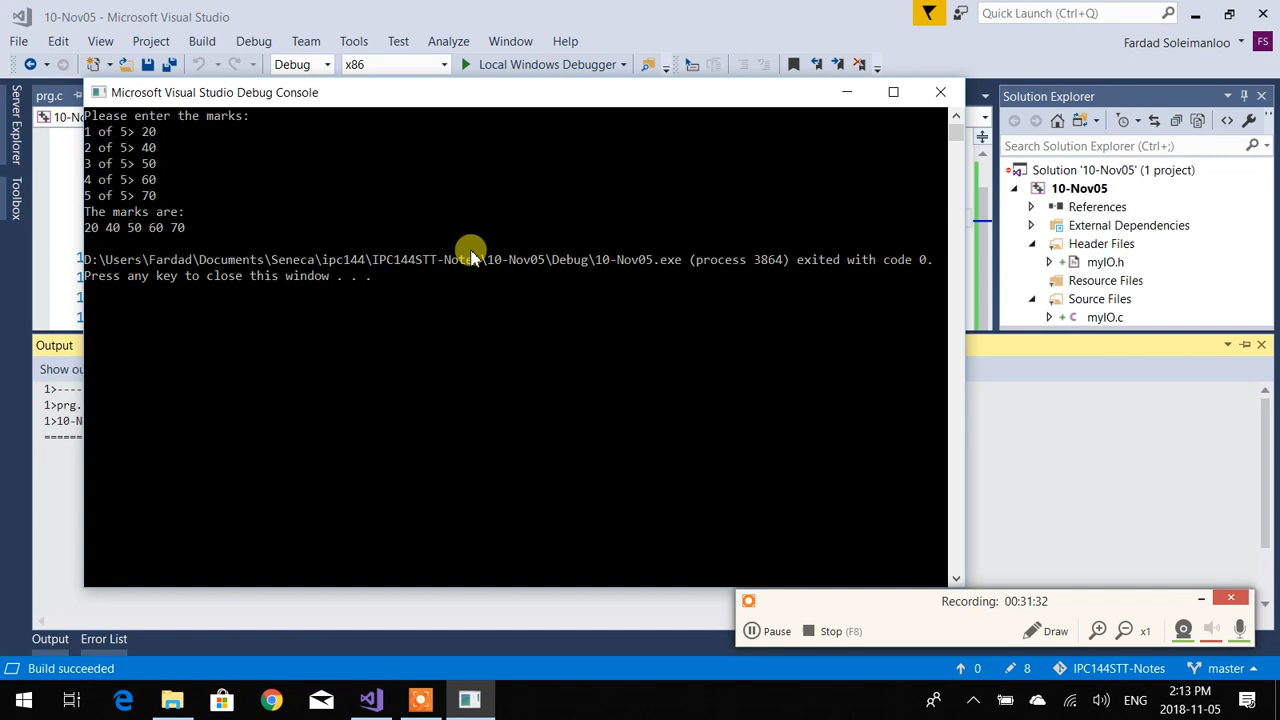 10-Nov05 - Microsoft Visual Studio
Quick Launch (Ctrl+Q)
File Edit View Project Build Debug Team Tools Test Analyze Window Help
Fardad Soleimanloo FS
Debug x86 Local Windows Debugger
Server Explorer
Toolbox
prg.c
Microsoft Visual Studio Debug Console
Please enter the marks:
1 of 5> 20
2 of 5> 40
3 of 5> 50
4 of 5> 60
5 of 5> 70
The marks are:
20 40 50 60 70
D:\Users\Fardad\Documents\Seneca\ipc144\IPC144STT-Notes\10-Nov05\Debug\10-Nov05.exe (process 3864) exited with code 0.
Press any key to close this window . . .
Solution Explorer
Search Solution Explorer (Ctrl+;)
Solution '10-Nov05' (1 project)
10-Nov05
References
External Dependencies
Header Files
myIO.h
Resource Files
Source Files
myIO.c
Output
Show ou
1>----
1>prg.
1>10-N
=====
Recording: 00:31:32
Pause Stop (F8) Draw x1
Output Error List
Build succeeded
0 8 IPC144STT-Notes master
ENG
2:13 PM
2018-11-05